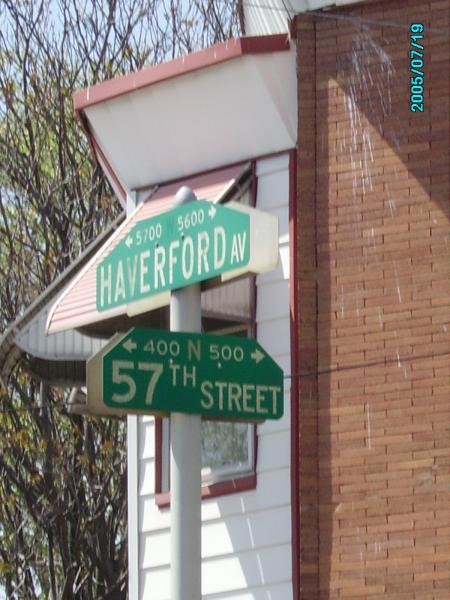 2005/07/19
← 5700 N 5600 →
HAVERFORD AV
← 400 N 500 →
57TH STREET